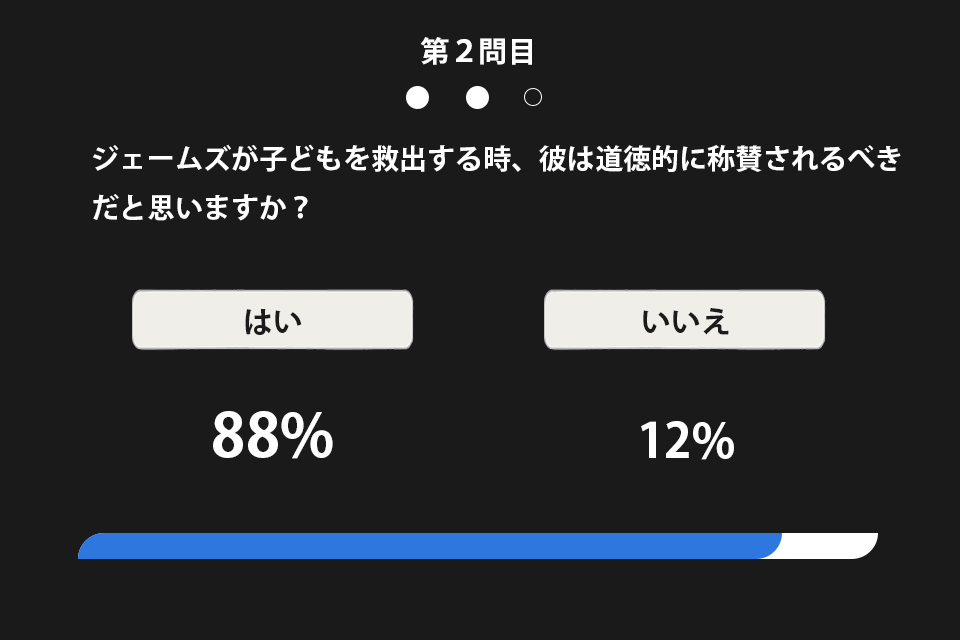 第2問目
ジェームズが子どもを救出する時、彼は道徳的に称賛されるべき
だと思いますか？
はい
いいえ
88%
12%